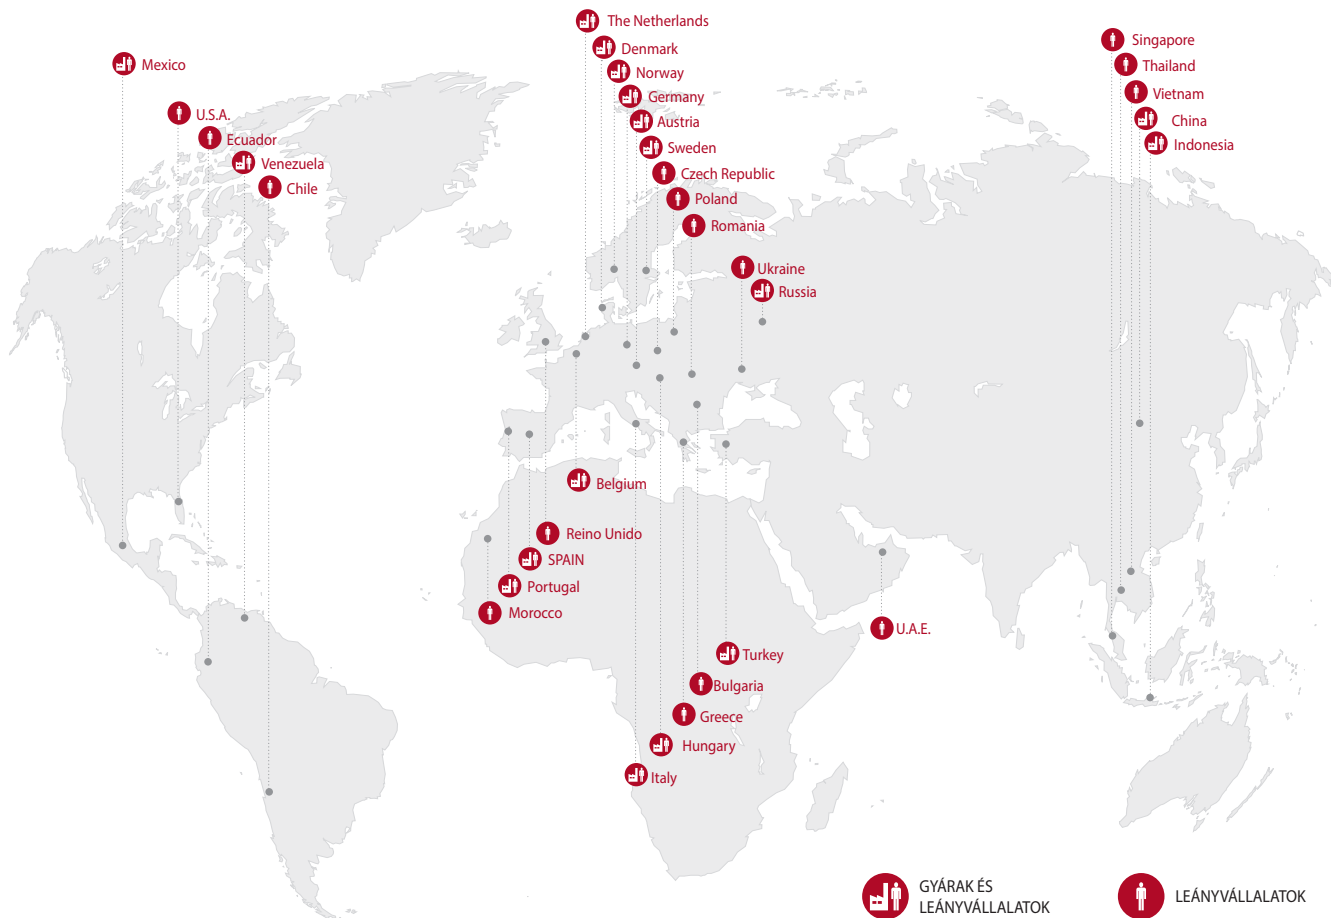 Mexico
U.S.A.
Ecuador
Venezuela
Chile
The Netherlands
Denmark
Norway
Germany
Austria
Sweden
Czech Republic
Poland
Romania
Ukraine
Russia
Singapore
Thailand
Vietnam
China
Indonesia
Belgium
Reino Unido
SPAIN
Portugal
Morocco
U.A.E.
Turkey
Bulgaria
Greece
Hungary
Italy
GYÁRAK ÉS
LEÁNYVÁLLALATOK
LEÁNYVÁLLALATOK